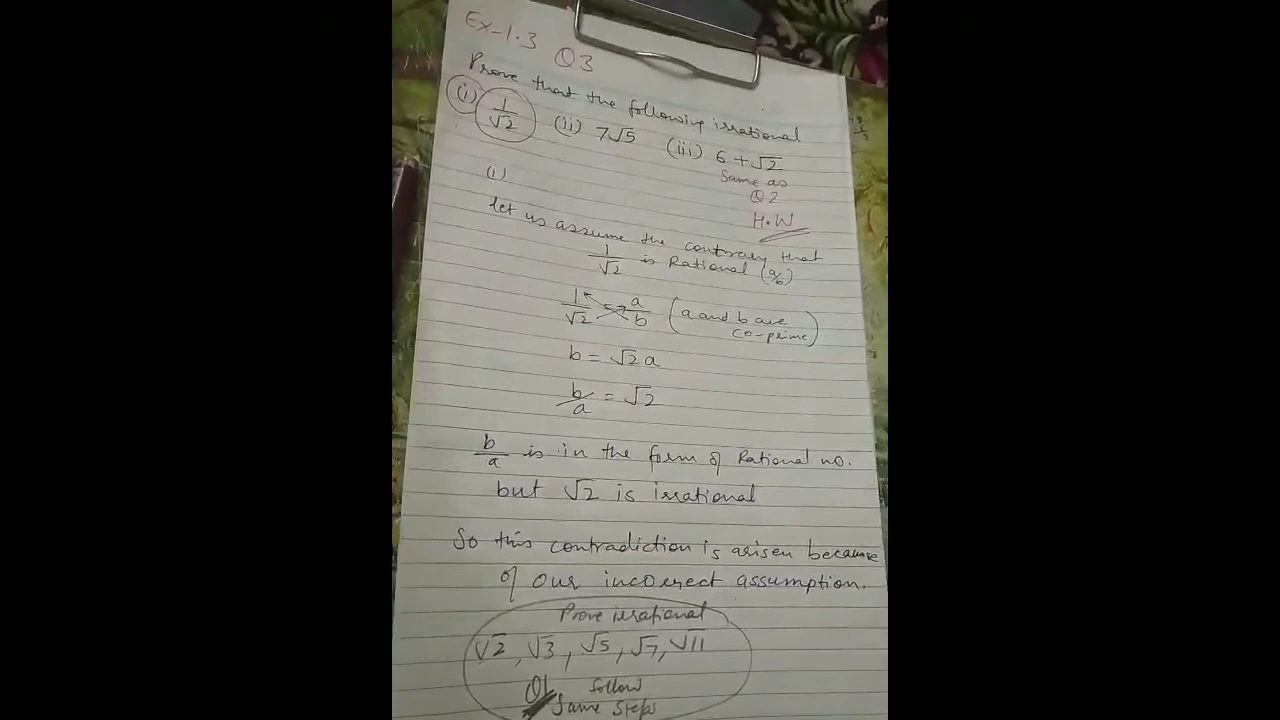 Ex-1.3 Q3
Prove that the following irrational
(i) 1/√2 (ii) 7√5 (iii) 6+√2
Same as
Q2
H.W
(i)
let us assume the contrary that
1/√2 is Rational (a/b)
1/√2 = a/b (a and b are
co-prime)
b = √2a
b/a = √2
b/a is in the form of Rational no.
but √2 is irrational
So this contradiction is arisen because
of our incorrect assumption.
Prove irrational
√2, √3, √5, √7, √11
Q1 follow
Same steps